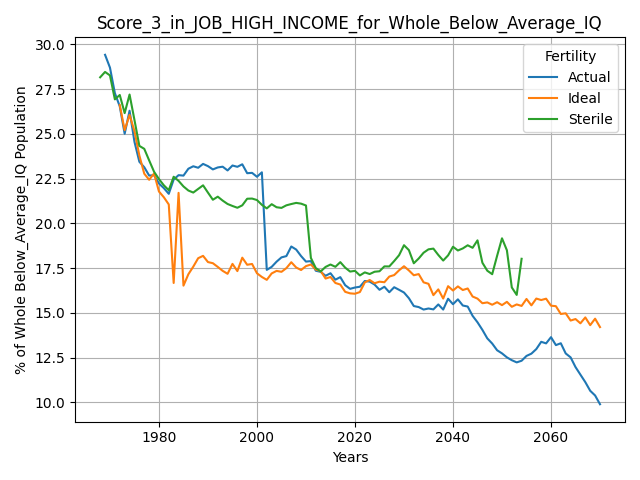 Score_3_in_JOB_HIGH_INCOME_for_Whole_Below_Average_IQ
% of Whole Below_Average_IQ Population
30.0
27.5
25.0
22.5
20.0
17.5
15.0
12.5
10.0
Fertility
Actual
Ideal
Sterile
1980
2000
2020
2040
2060
Years